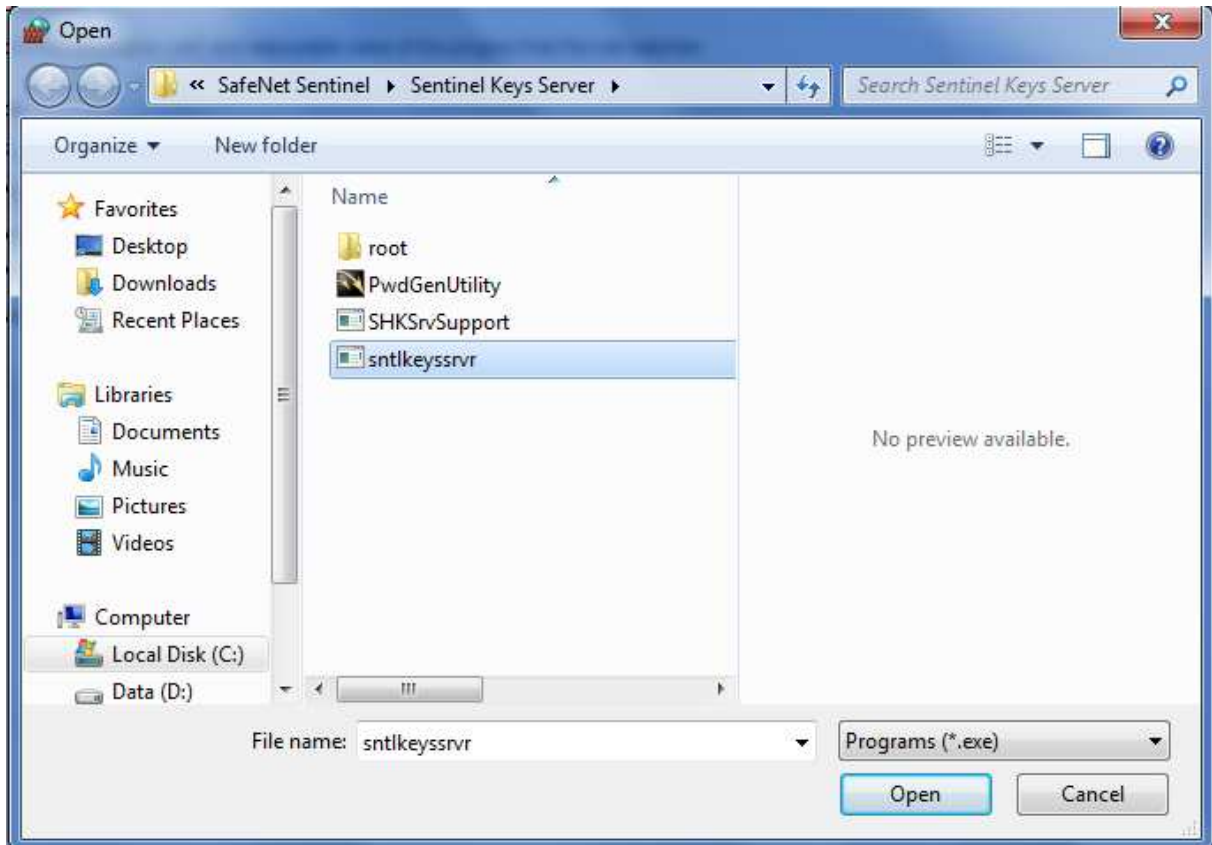 Open
« SafeNet Sentinel ▸ Sentinel Keys Server ▸
Search Sentinel Keys Server
Organize ▾ New folder
Favorites
Desktop
Downloads
Recent Places
Libraries
Documents
Music
Pictures
Videos
Computer
Local Disk (C:)
Data (D:)
Name
root
PwdGenUtility
SHKSrvSupport
sntlkeyssrvr
No preview available.
File name: sntlkeyssrvr
Programs (*.exe)
Open Cancel